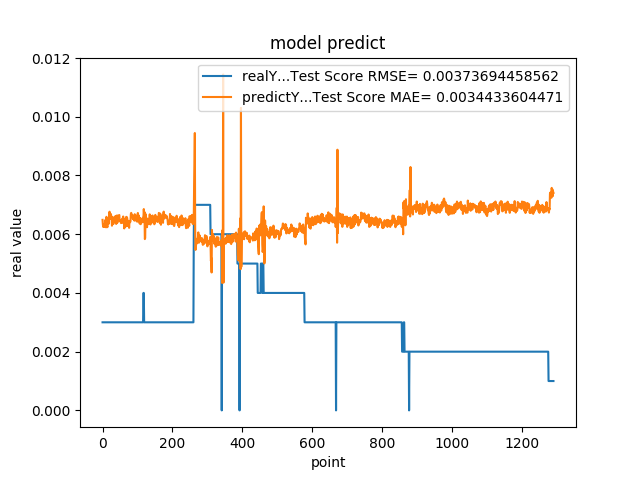 model predict
realY...Test Score RMSE= 0.00373694458562
predictY...Test Score MAE= 0.0034433604471
0.012
0.010
0.008
0.006
0.004
0.002
0.000
real value
0 200 400 600 800 1000 1200
point